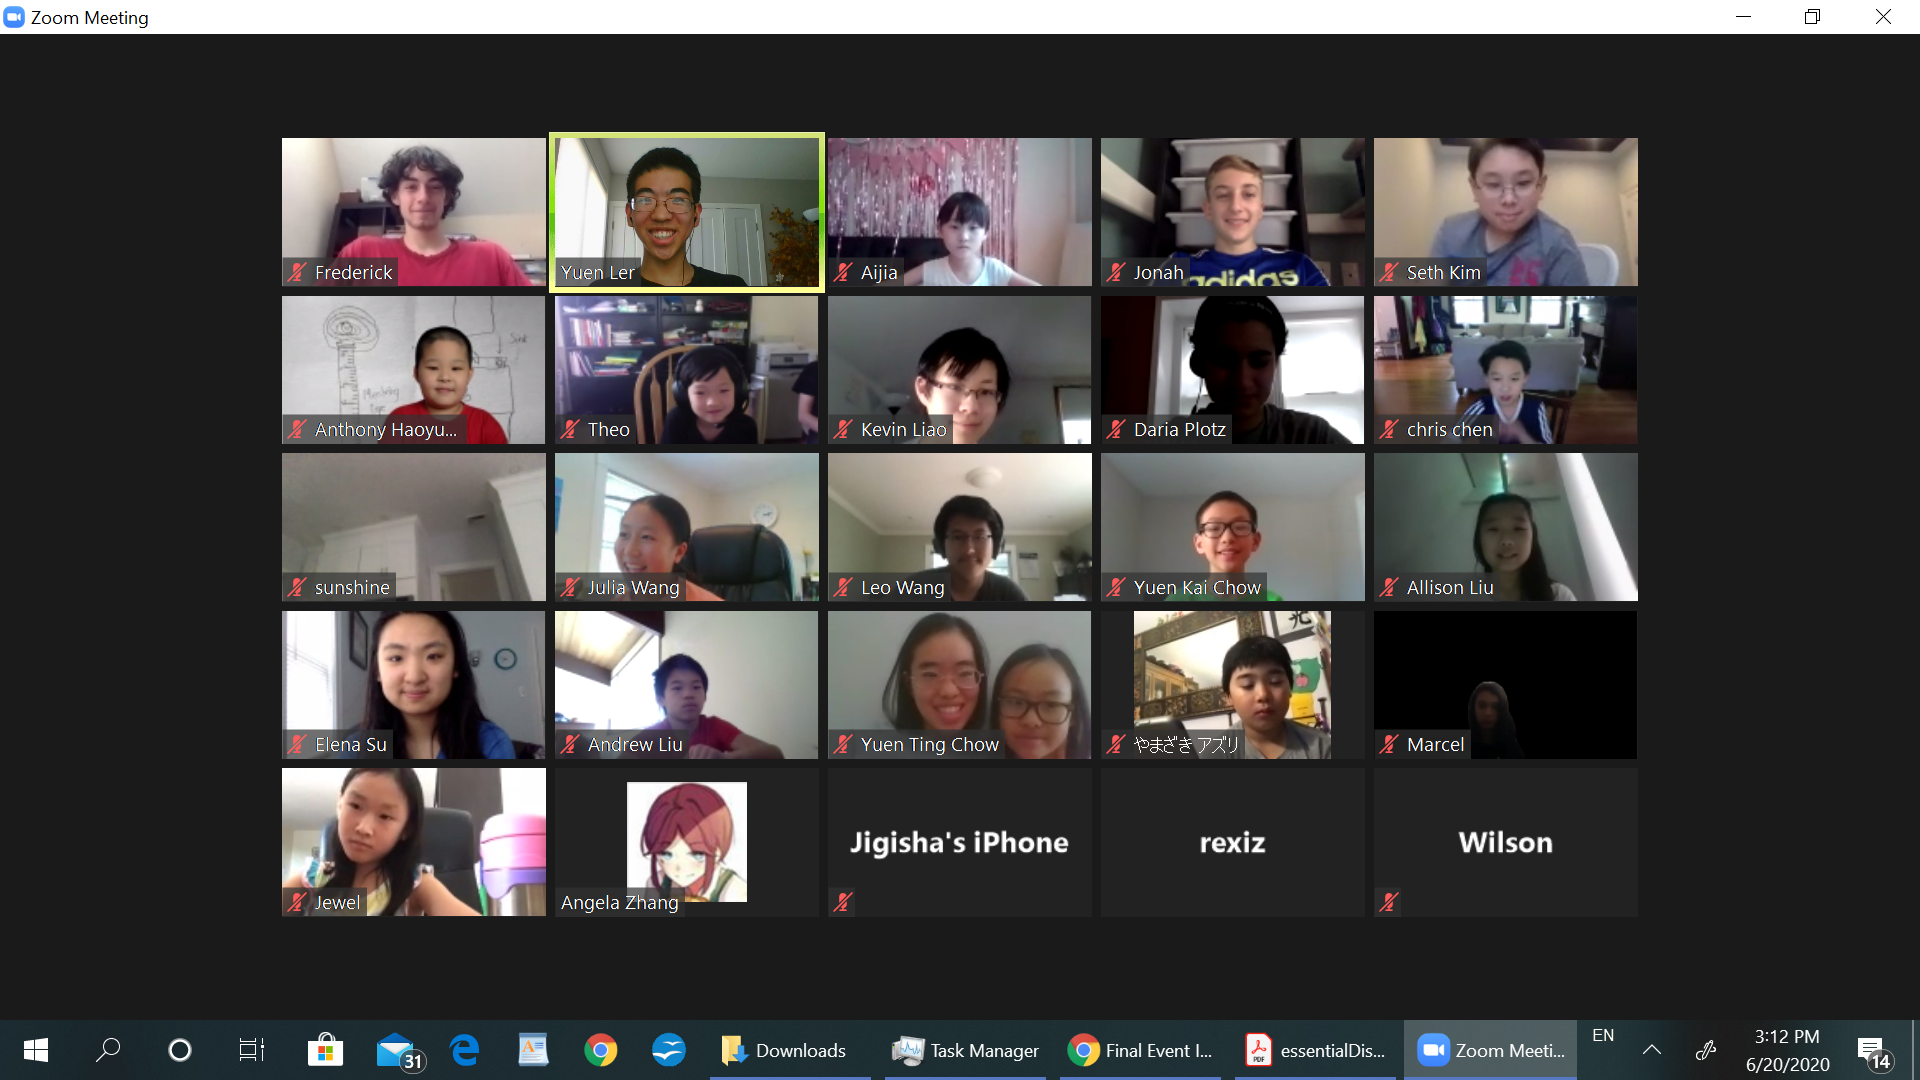 Zoom Meeting
Frederick
Yuen Ler
Aijia
Jonah
adidas
Seth Kim
Anthony Haoyu...
Sink
Theo
Kevin Liao
Daria Plotz
chris chen
sunshine
Julia Wang
Leo Wang
Yuen Kai Chow
Allison Liu
Elena Su
Andrew Liu
Yuen Ting Chow
やまざき アズリ
Marcel
Jewel
Angela Zhang
Jigisha's iPhone
rexiz
Wilson
31
Downloads
Task Manager
Final Event I...
PDF
essentialDis...
Zoom Meeti...
EN
3:12 PM
6/20/2020
14